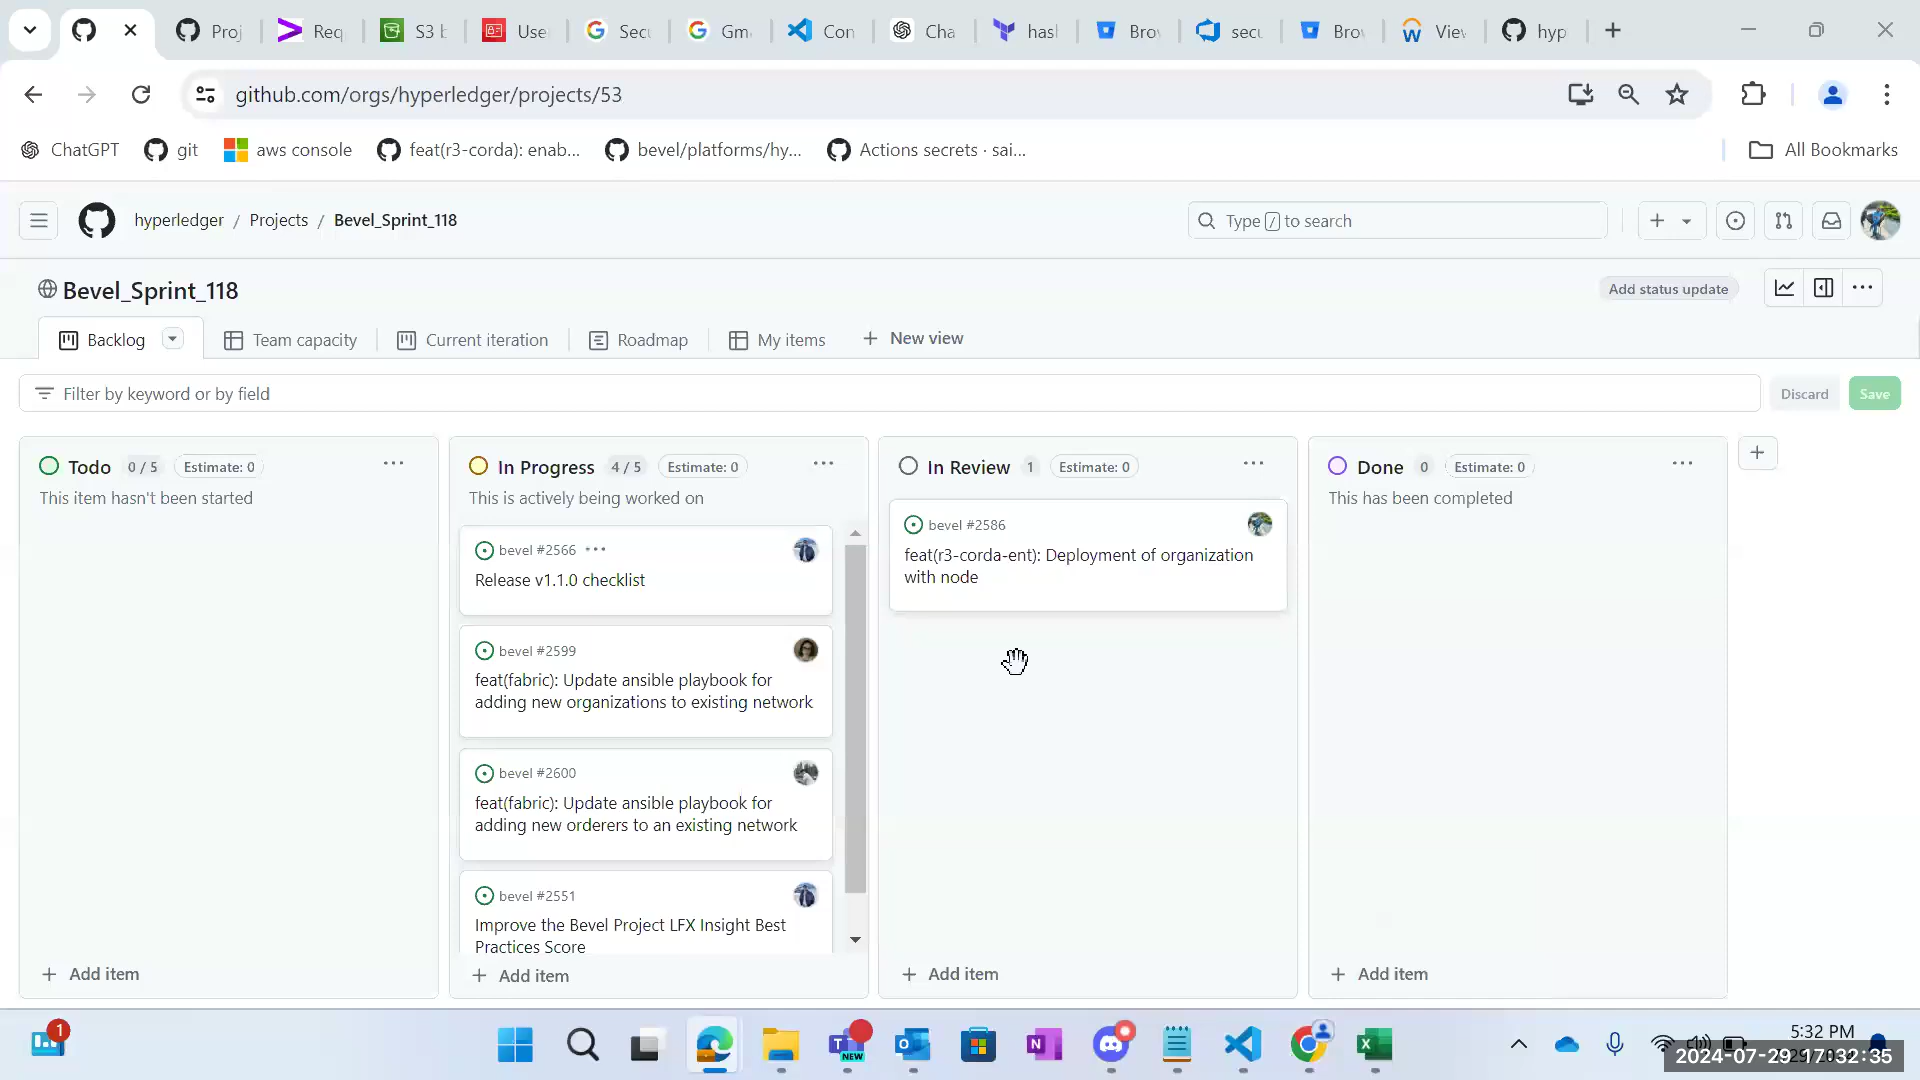 Proj
Req
S3 b
Use
Sec
Gm
Con
Cha
hasl
Bro
secu
Bro
View
hyp
github.com/orgs/hyperledger/projects/53
ChatGPT
git
aws console
feat(r3-corda): enab...
bevel/platforms/hy...
Actions secrets · sai...
All Bookmarks
hyperledger / Projects / Bevel_Sprint_118
Type / to search
Bevel_Sprint_118
Add status update
Backlog
Team capacity
Current iteration
Roadmap
My items
New view
Filter by keyword or by field
Discard
Save
Todo 0 / 5 Estimate: 0
This item hasn't been started
Add item
In Progress 4 / 5 Estimate: 0
This is actively being worked on
bevel #2566
Release v1.1.0 checklist
bevel #2599
feat(fabric): Update ansible playbook for
adding new organizations to existing network
bevel #2600
feat(fabric): Update ansible playbook for
adding new orderers to an existing network
bevel #2551
Improve the Bevel Project LFX Insight Best
Practices Score
Add item
In Review 1 Estimate: 0
bevel #2586
feat(r3-corda-ent): Deployment of organization
with node
Add item
Done 0 Estimate: 0
This has been completed
Add item
1
NEW
5:32 PM
2024-07-29 17:32:35